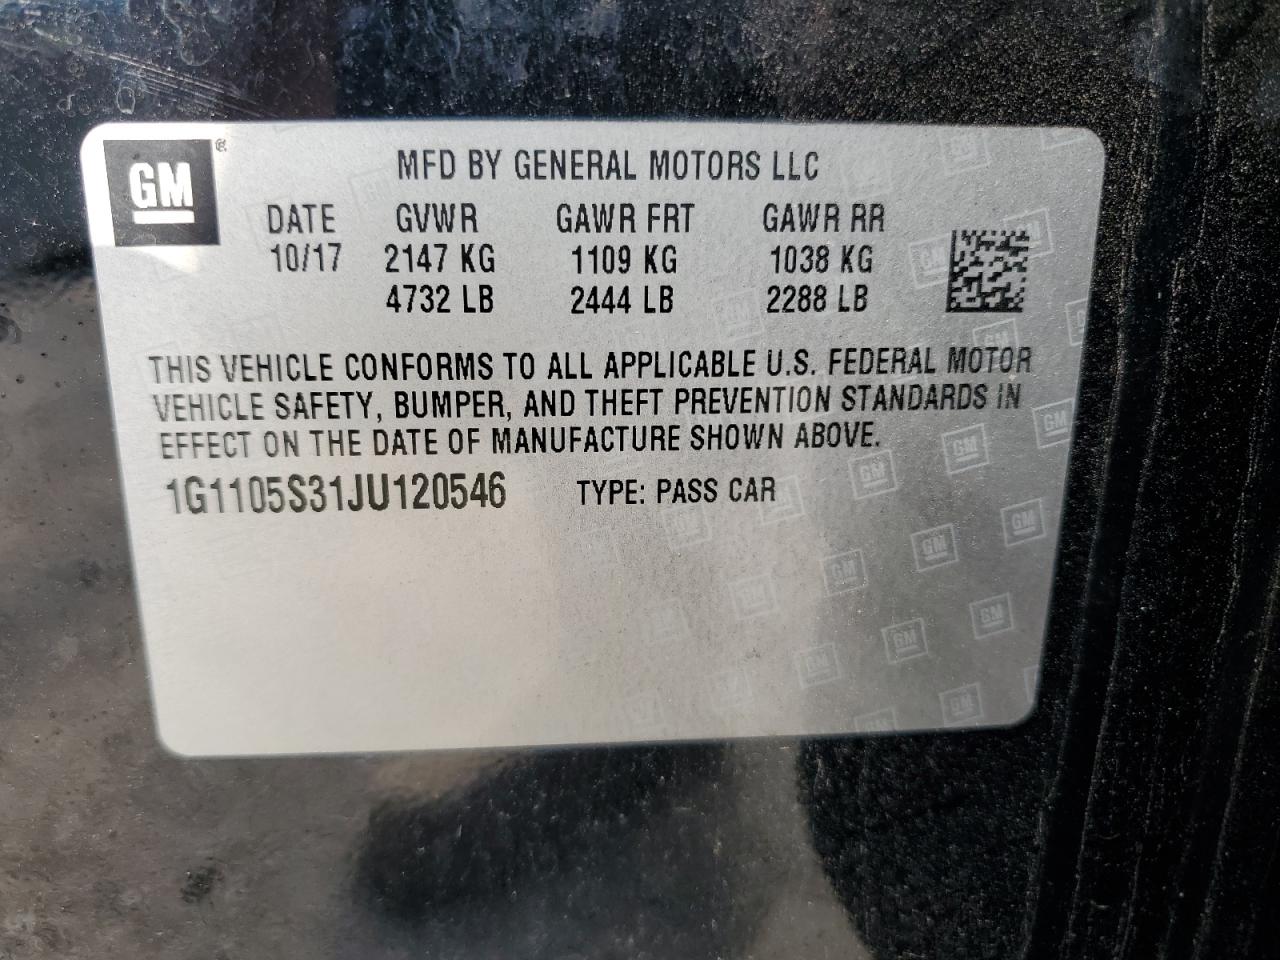 GM®
MFD BY GENERAL MOTORS LLC
DATE GVWR GAWR FRT GAWR RR
10/17 2147 KG 1109 KG 1038 KG
4732 LB 2444 LB 2288 LB
THIS VEHICLE CONFORMS TO ALL APPLICABLE U.S. FEDERAL MOTOR
VEHICLE SAFETY, BUMPER, AND THEFT PREVENTION STANDARDS IN
EFFECT ON THE DATE OF MANUFACTURE SHOWN ABOVE.
1G1105S31JU120546 TYPE: PASS CAR